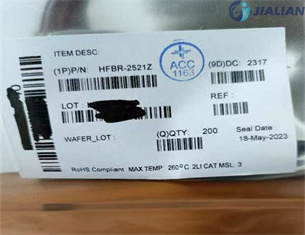 JIALIAN
ITEM DESC:
(1P)P/N: HFBR-2521Z
ACC
1163
(9D)DC: 2317
LOT :
REF :
WAFER_LOT :
(Q)QTY: 200
Seal Date
18-May-2023
RoHS Compliant MAX TEMP: 260°C 2LI CAT MSL: 3